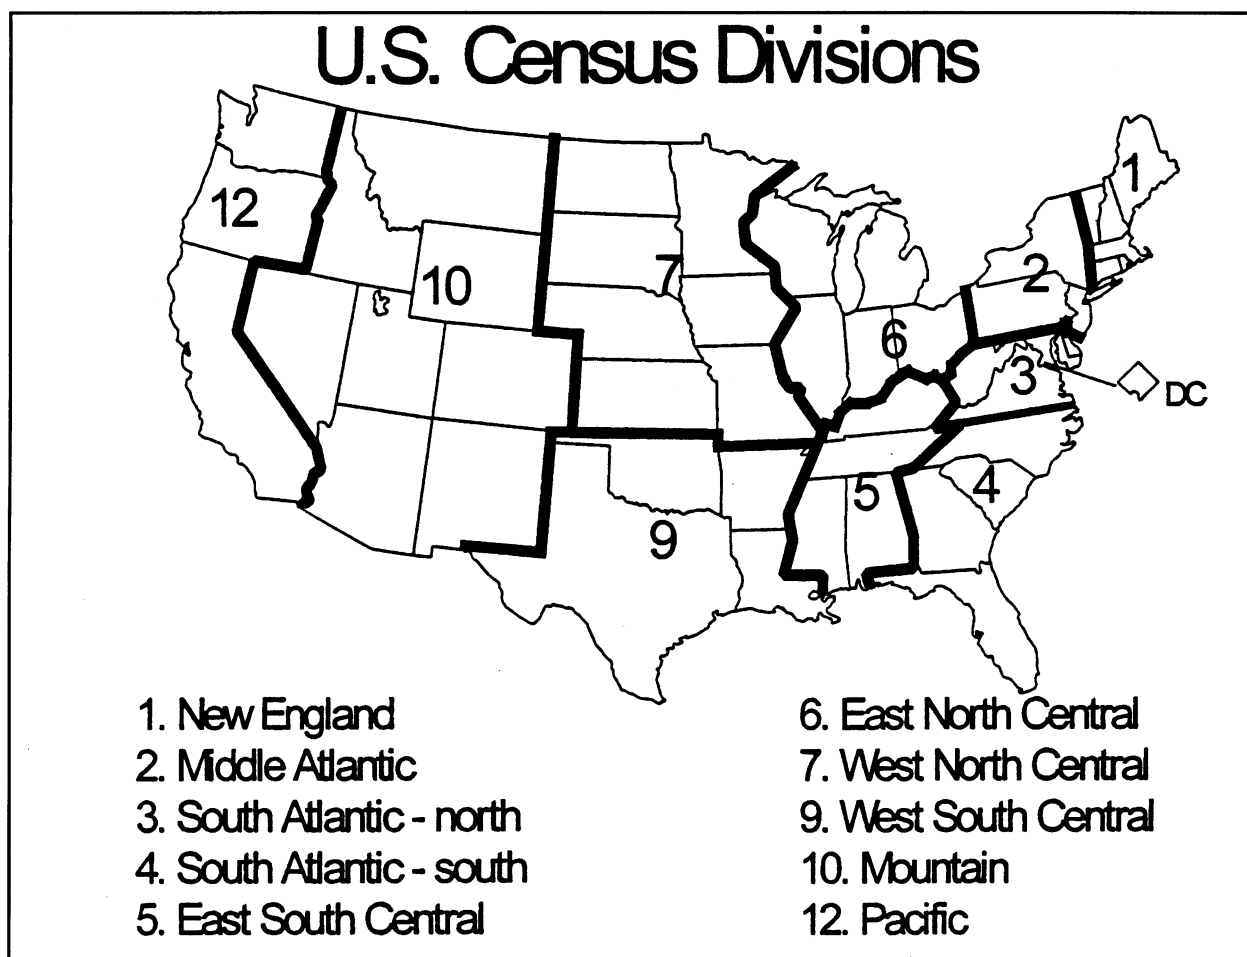 U.S. Census Divisions
1
12
2
7
10
6
3
DC
4
5
9
1. New England
2. Middle Atlantic
3. South Atlantic - north
4. South Atlantic - south
5. East South Central
6. East North Central
7. West North Central
9. West South Central
10. Mountain
12. Pacific